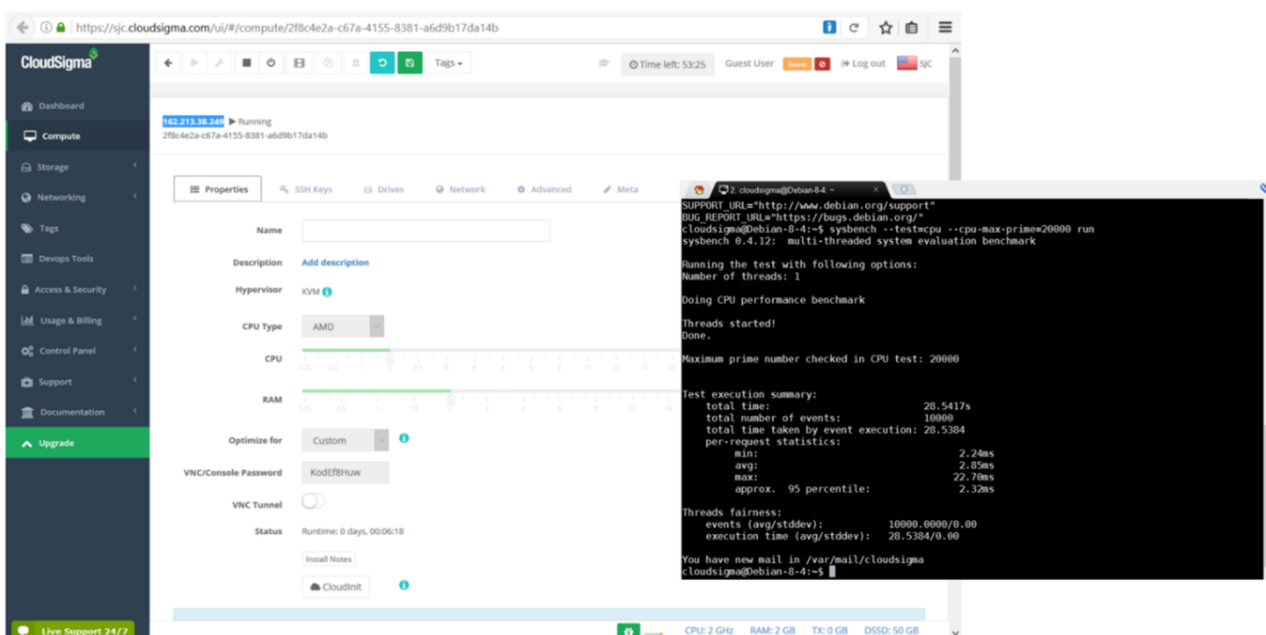 https://sjc.cloudsigma.com/ui/#/compute/2f8c4e2a-c67a-4155-8381-a6d9b17da14b
CloudSigma
Tags
Time left: 53:25
Guest User
Guest
Log out
SJC
Dashboard
Compute
Storage
Networking
Tags
Devops Tools
Access & Security
Usage & Billing
Control Panel
Support
Documentation
Upgrade
Live Support 24/7
162.213.38.249 Running
2f8c4e2a-c67a-4155-8381-a6d9b17da14b
Properties SSH Keys Drives Network Advanced Meta
Name
Description Add description
Hypervisor KVM
CPU Type AMD
CPU
RAM
Optimize for Custom
VNC/Console Password KodEf8Huw
VNC Tunnel
Status Runtime: 0 days, 00:06:18
Install Notes
CloudInit
CPU: 2 GHz RAM: 2 GB TX: 0 GB DSSD: 50 GB
2. cloudsigma@Debian-8-4: ~
SUPPORT_URL="http://www.debian.org/support"
BUG_REPORT_URL="https://bugs.debian.org/"
cloudsigma@Debian-8-4:~$ sysbench --test=cpu --cpu-max-prime=20000 run
sysbench 0.4.12: multi-threaded system evaluation benchmark
Running the test with following options:
Number of threads: 1
Doing CPU performance benchmark
Threads started!
Done.
Maximum prime number checked in CPU test: 20000
Test execution summary:
total time: 28.5417s
total number of events: 10000
total time taken by event execution: 28.5384
per-request statistics:
min: 2.24ms
avg: 2.85ms
max: 22.70ms
approx. 95 percentile: 2.32ms
Threads fairness:
events (avg/stddev): 10000.0000/0.00
execution time (avg/stddev): 28.5384/0.00
You have new mail in /var/mail/cloudsigma
cloudsigma@Debian-8-4:~$